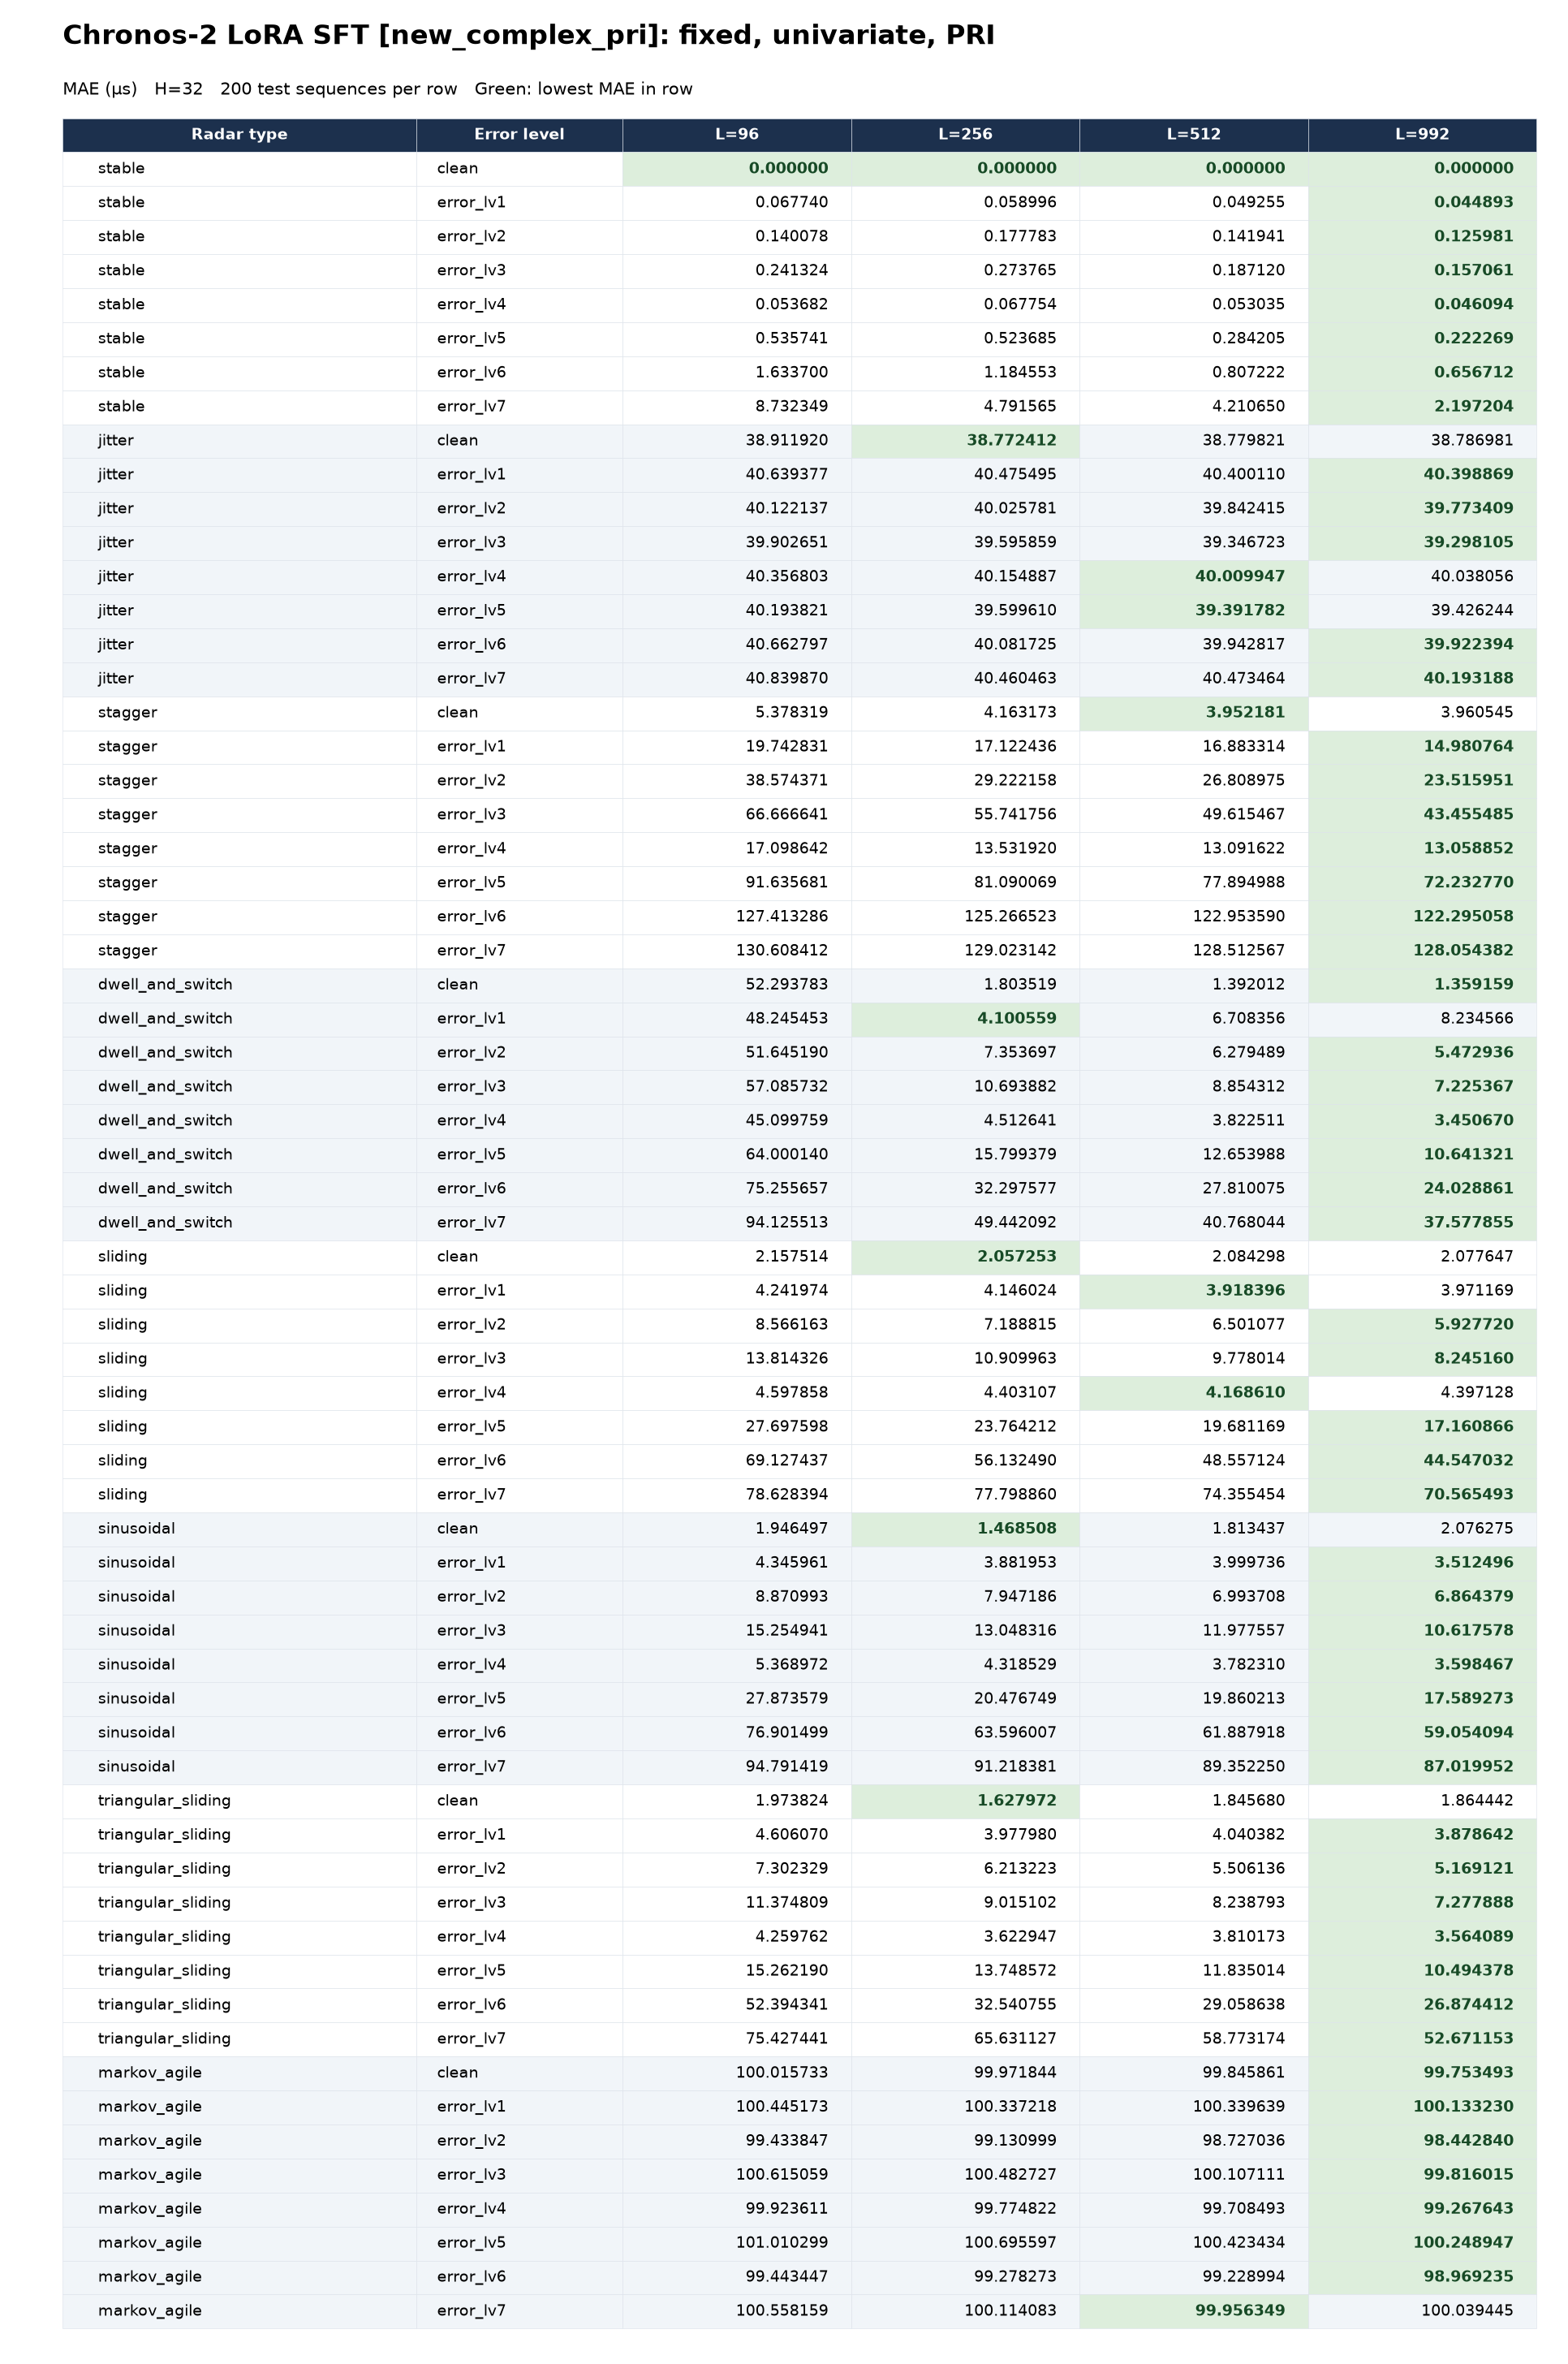 Chronos-2 LoRA SFT [new_complex_pri]: fixed, univariate, PRI
MAE (µs) H=32 200 test sequences per row Green: lowest MAE in row
Radar type Error level L=96 L=256 L=512 L=992
stable clean 0.000000 0.000000 0.000000 0.000000
stable error_lv1 0.067740 0.058996 0.049255 0.044893
stable error_lv2 0.140078 0.177783 0.141941 0.125981
stable error_lv3 0.241324 0.273765 0.187120 0.157061
stable error_lv4 0.053682 0.067754 0.053035 0.046094
stable error_lv5 0.535741 0.523685 0.284205 0.222269
stable error_lv6 1.633700 1.184553 0.807222 0.656712
stable error_lv7 8.732349 4.791565 4.210650 2.197204
jitter clean 38.911920 38.772412 38.779821 38.786981
jitter error_lv1 40.639377 40.475495 40.400110 40.398869
jitter error_lv2 40.122137 40.025781 39.842415 39.773409
jitter error_lv3 39.902651 39.595859 39.346723 39.298105
jitter error_lv4 40.356803 40.154887 40.009947 40.038056
jitter error_lv5 40.193821 39.599610 39.391782 39.426244
jitter error_lv6 40.662797 40.081725 39.942817 39.922394
jitter error_lv7 40.839870 40.460463 40.473464 40.193188
stagger clean 5.378319 4.163173 3.952181 3.960545
stagger error_lv1 19.742831 17.122436 16.883314 14.980764
stagger error_lv2 38.574371 29.222158 26.808975 23.515951
stagger error_lv3 66.666641 55.741756 49.615467 43.455485
stagger error_lv4 17.098642 13.531920 13.091622 13.058852
stagger error_lv5 91.635681 81.090069 77.894988 72.232770
stagger error_lv6 127.413286 125.266523 122.953590 122.295058
stagger error_lv7 130.608412 129.023142 128.512567 128.054382
dwell_and_switch clean 52.293783 1.803519 1.392012 1.359159
dwell_and_switch error_lv1 48.245453 4.100559 6.708356 8.234566
dwell_and_switch error_lv2 51.645190 7.353697 6.279489 5.472936
dwell_and_switch error_lv3 57.085732 10.693882 8.854312 7.225367
dwell_and_switch error_lv4 45.099759 4.512641 3.822511 3.450670
dwell_and_switch error_lv5 64.000140 15.799379 12.653988 10.641321
dwell_and_switch error_lv6 75.255657 32.297577 27.810075 24.028861
dwell_and_switch error_lv7 94.125513 49.442092 40.768044 37.577855
sliding clean 2.157514 2.057253 2.084298 2.077647
sliding error_lv1 4.241974 4.146024 3.918396 3.971169
sliding error_lv2 8.566163 7.188815 6.501077 5.927720
sliding error_lv3 13.814326 10.909963 9.778014 8.245160
sliding error_lv4 4.597858 4.403107 4.168610 4.397128
sliding error_lv5 27.697598 23.764212 19.681169 17.160866
sliding error_lv6 69.127437 56.132490 48.557124 44.547032
sliding error_lv7 78.628394 77.798860 74.355454 70.565493
sinusoidal clean 1.946497 1.468508 1.813437 2.076275
sinusoidal error_lv1 4.345961 3.881953 3.999736 3.512496
sinusoidal error_lv2 8.870993 7.947186 6.993708 6.864379
sinusoidal error_lv3 15.254941 13.048316 11.977557 10.617578
sinusoidal error_lv4 5.368972 4.318529 3.782310 3.598467
sinusoidal error_lv5 27.873579 20.476749 19.860213 17.589273
sinusoidal error_lv6 76.901499 63.596007 61.887918 59.054094
sinusoidal error_lv7 94.791419 91.218381 89.352250 87.019952
triangular_sliding clean 1.973824 1.627972 1.845680 1.864442
triangular_sliding error_lv1 4.606070 3.977980 4.040382 3.878642
triangular_sliding error_lv2 7.302329 6.213223 5.506136 5.169121
triangular_sliding error_lv3 11.374809 9.015102 8.238793 7.277888
triangular_sliding error_lv4 4.259762 3.622947 3.810173 3.564089
triangular_sliding error_lv5 15.262190 13.748572 11.835014 10.494378
triangular_sliding error_lv6 52.394341 32.540755 29.058638 26.874412
triangular_sliding error_lv7 75.427441 65.631127 58.773174 52.671153
markov_agile clean 100.015733 99.971844 99.845861 99.753493
markov_agile error_lv1 100.445173 100.337218 100.339639 100.133230
markov_agile error_lv2 99.433847 99.130999 98.727036 98.442840
markov_agile error_lv3 100.615059 100.482727 100.107111 99.816015
markov_agile error_lv4 99.923611 99.774822 99.708493 99.267643
markov_agile error_lv5 101.010299 100.695597 100.423434 100.248947
markov_agile error_lv6 99.443447 99.278273 99.228994 98.969235
markov_agile error_lv7 100.558159 100.114083 99.956349 100.039445